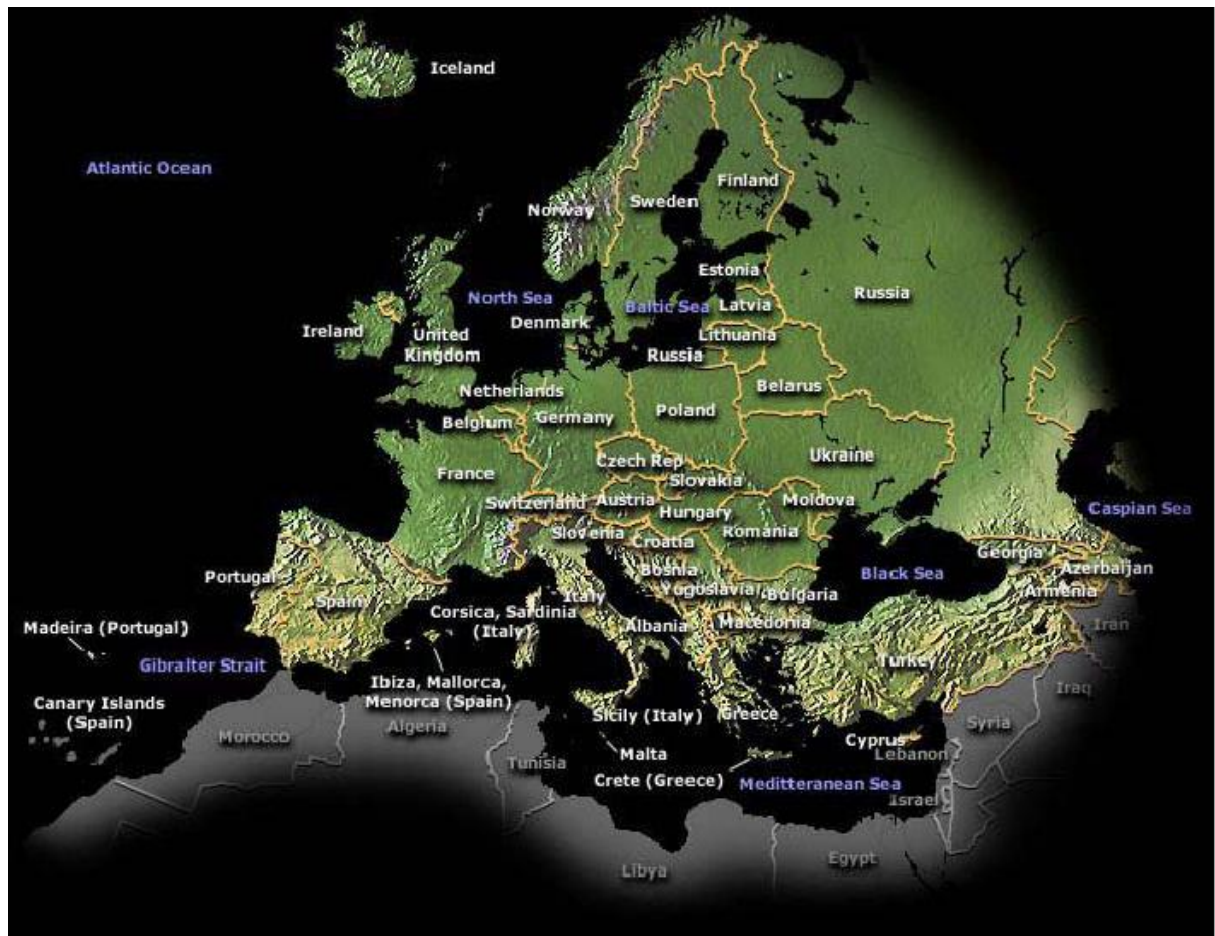 Iceland
Atlantic Ocean
Finland
Sweden
Norway
Estonia
Russia
North Sea
Baltic Sea
Latvia
Denmark
Ireland
United
Kingdom
Lithuania
Russia
Belarus
Netherlands
Germany
Poland
Belgium
Ukraine
Czech Rep
France
Slovakia
Switzerland
Austria
Moldova
Caspian Sea
Hungary
Romania
Slovenia
Croatia
Georgia
Azerbaijan
Bosnia
Black Sea
Portugal
Yugoslavia
Bulgaria
Armenia
Spain
Italy
Corsica, Sardinia
(Italy)
Albania
Macedonia
Iran
Madeira (Portugal)
Gibralter Strait
Turkey
Ibiza, Mallorca,
Menorca (Spain)
Iraq
Canary Islands
(Spain)
Sicily (Italy)
Greece
Syria
Algeria
Morocco
Cyprus
Lebanon
Malta
Tunisia
Crete (Greece)
Meditteranean Sea
Israel
Egypt
Libya